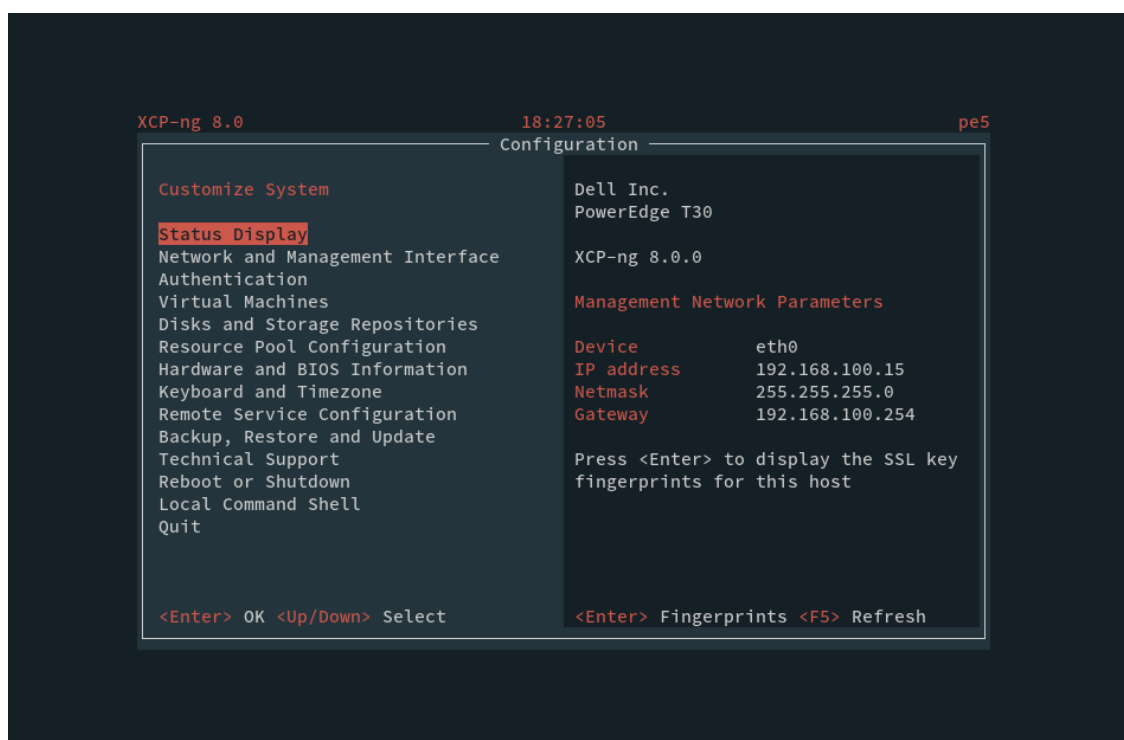 XCP-ng 8.0 18:27:05 pe5
Configuration
Customize System
Status Display
Network and Management Interface
Authentication
Virtual Machines
Disks and Storage Repositories
Resource Pool Configuration
Hardware and BIOS Information
Keyboard and Timezone
Remote Service Configuration
Backup, Restore and Update
Technical Support
Reboot or Shutdown
Local Command Shell
Quit
<Enter> OK <Up/Down> Select
Dell Inc.
PowerEdge T30
XCP-ng 8.0.0
Management Network Parameters
Device eth0
IP address 192.168.100.15
Netmask 255.255.255.0
Gateway 192.168.100.254
Press <Enter> to display the SSL key
fingerprints for this host
<Enter> Fingerprints <F5> Refresh